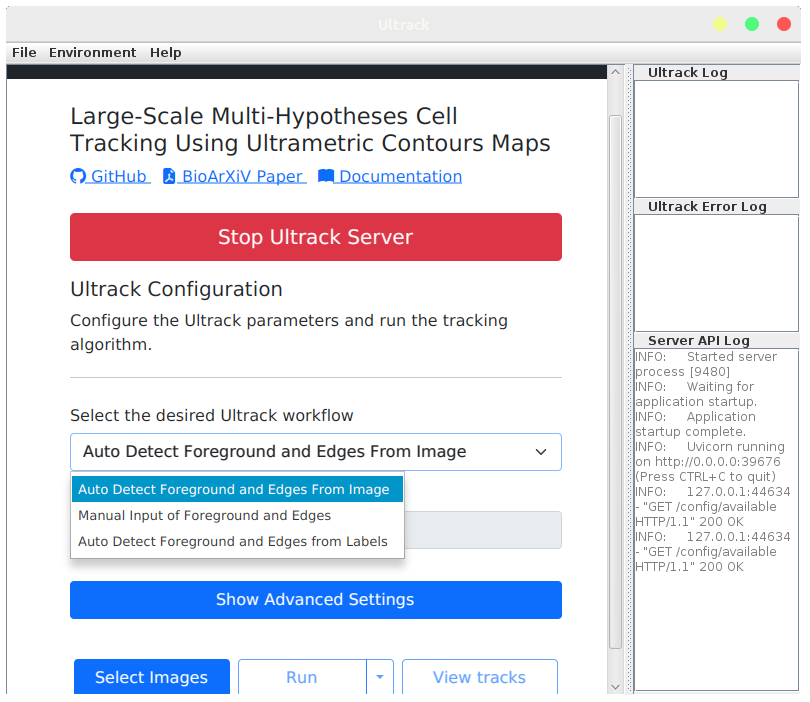 Ultrack
File Environment Help
Large-Scale Multi-Hypotheses Cell
Tracking Using Ultrametric Contours Maps
GitHub BioArXiV Paper Documentation
Stop Ultrack Server
Ultrack Configuration
Configure the Ultrack parameters and run the tracking
algorithm.
Select the desired Ultrack workflow
Auto Detect Foreground and Edges From Image
Auto Detect Foreground and Edges From Image
Manual Input of Foreground and Edges
Auto Detect Foreground and Edges from Labels
Show Advanced Settings
Select Images Run View tracks
Ultrack Log
Ultrack Error Log
Server API Log
INFO: Started server
process [9480]
INFO: Waiting for
application startup.
INFO: Application
startup complete.
INFO: Uvicorn running
on http://0.0.0.0:39676
(Press CTRL+C to quit)
INFO: 127.0.0.1:44634
- "GET /config/available
HTTP/1.1" 200 OK
INFO: 127.0.0.1:44634
- "GET /config/available
HTTP/1.1" 200 OK